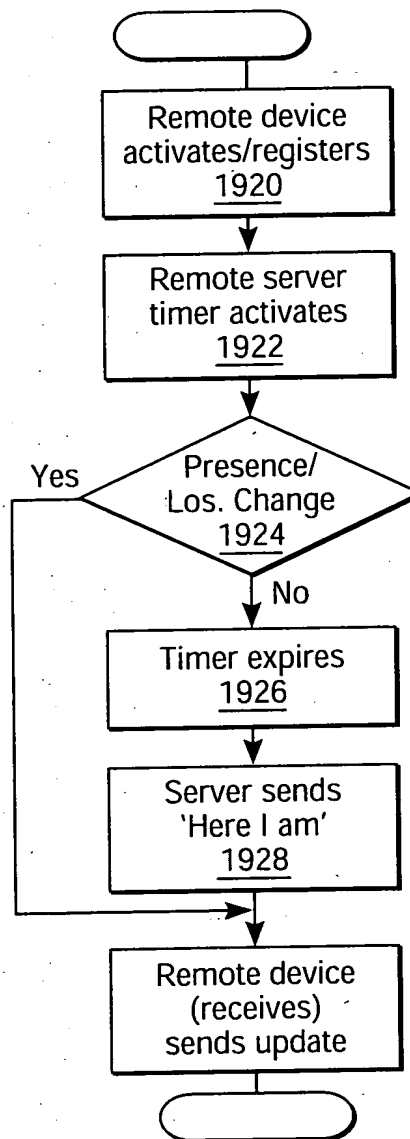 Remote device
activates/registers
1920
Remote server
timer activates
1922
Yes
Presence/
Los. Change
1924
No
Timer expires
1926
Server sends
'Here I am'
1928
Remote device
(receives)
sends update